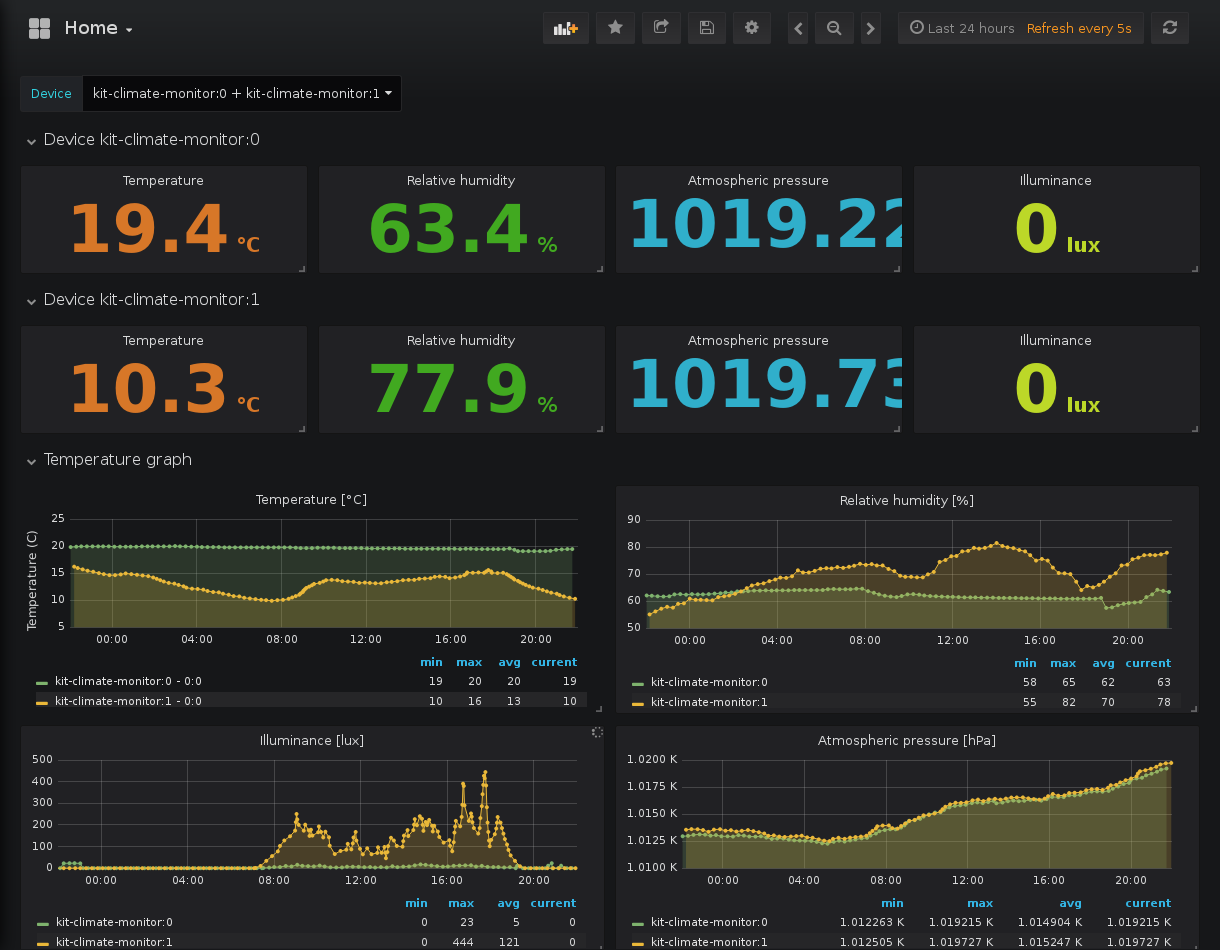 Home
Last 24 hours Refresh every 5s
Device kit-climate-monitor:0 + kit-climate-monitor:1
Device kit-climate-monitor:0
Temperature Relative humidity Atmospheric pressure Illuminance
19.4 °C 63.4 % 1019.22 0 lux
Device kit-climate-monitor:1
Temperature Relative humidity Atmospheric pressure Illuminance
10.3 °C 77.9 % 1019.73 0 lux
Temperature graph
Temperature [°C]
Temperature (C)
25
20
15
10
5
00:00 04:00 08:00 12:00 16:00 20:00
min max avg current
kit-climate-monitor:0 - 0:0 19 20 20 19
kit-climate-monitor:1 - 0:0 10 16 13 10
Relative humidity [%]
90
80
70
60
50
00:00 04:00 08:00 12:00 16:00 20:00
min max avg current
kit-climate-monitor:0 58 65 62 63
kit-climate-monitor:1 55 82 70 78
Illuminance [lux]
500
400
300
200
100
0
00:00 04:00 08:00 12:00 16:00 20:00
min max avg current
kit-climate-monitor:0 0 23 5 0
kit-climate-monitor:1 0 444 121 0
Atmospheric pressure [hPa]
1.0200 K
1.0175 K
1.0150 K
1.0125 K
1.0100 K
00:00 04:00 08:00 12:00 16:00 20:00
min max avg current
kit-climate-monitor:0 1.012263 K 1.019215 K 1.014904 K 1.019215 K
kit-climate-monitor:1 1.012505 K 1.019727 K 1.015247 K 1.019727 K